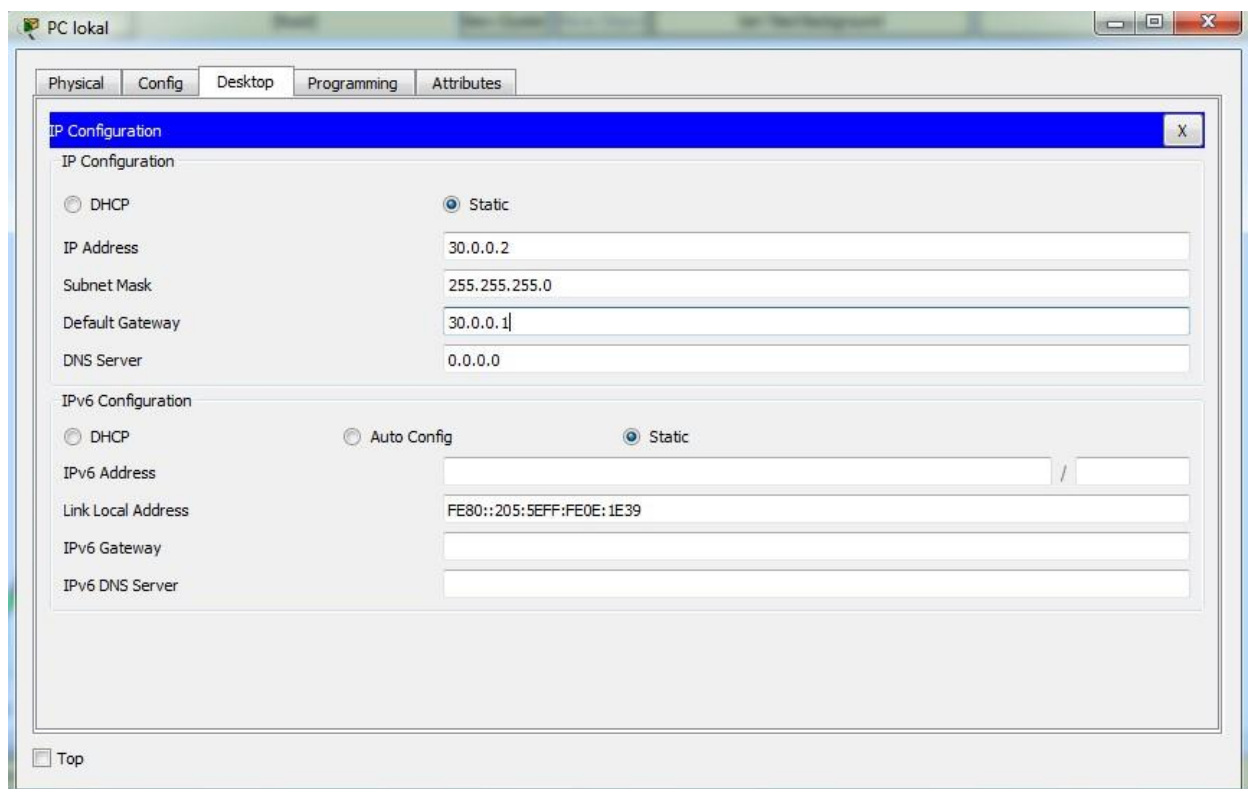 PC lokal
Physical Config Desktop Programming Attributes
IP Configuration X
IP Configuration
DHCP Static
IP Address 30.0.0.2
Subnet Mask 255.255.255.0
Default Gateway 30.0.0.1
DNS Server 0.0.0.0
IPv6 Configuration
DHCP Auto Config Static
IPv6 Address /
Link Local Address FE80::205:5EFF:FE0E:1E39
IPv6 Gateway
IPv6 DNS Server
Top